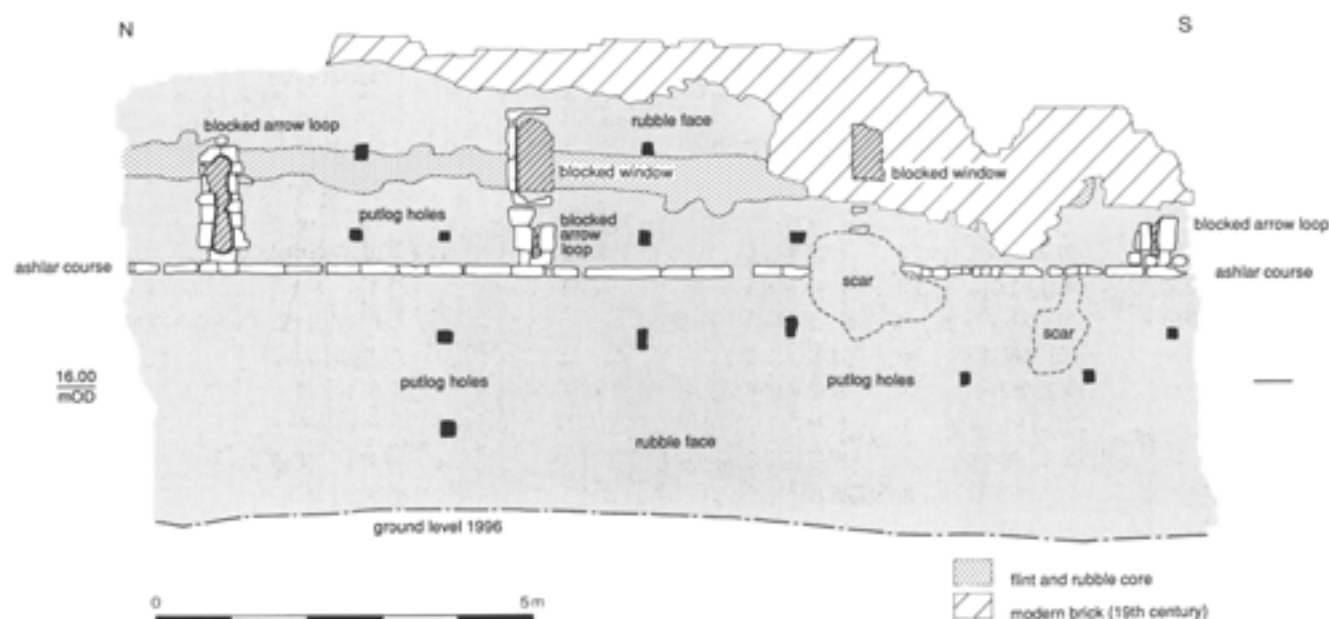 N
S
blocked arrow loop
rubble face
blocked window
blocked window
putlog holes
blocked
arrow
loop
blocked arrow loop
ashlar course
ashlar course
scar
scar
16.00
mOD
putlog holes
putlog holes
rubble face
ground level 1996
flint and rubble core
modern brick (19th century)
0
5m